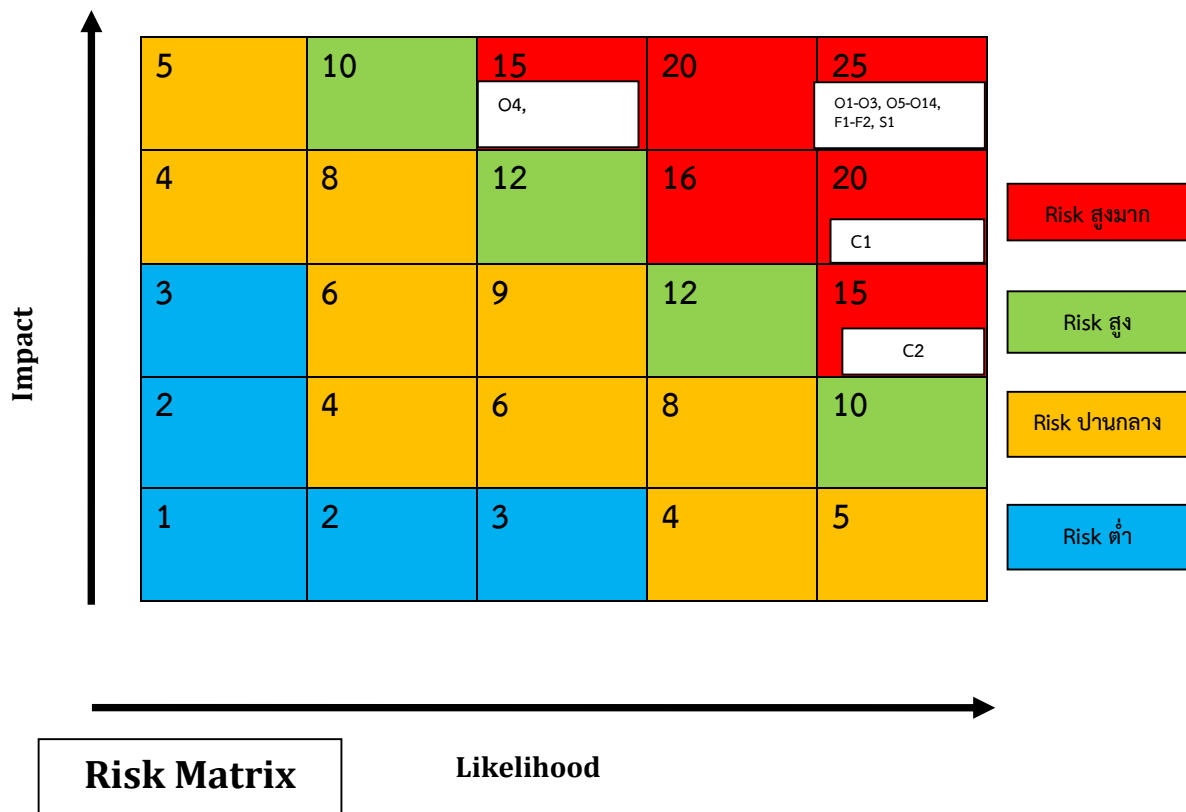 5 10 15 20 25
O4,
O1-O3, O5-O14,
F1-F2, S1
4 8 12 16 20
C1
Risk สูงมาก
3 6 9 12 15
C2
Risk สูง
Impact
2 4 6 8 10
Risk ปานกลาง
1 2 3 4 5
Risk ต่ำ
Risk Matrix
Likelihood